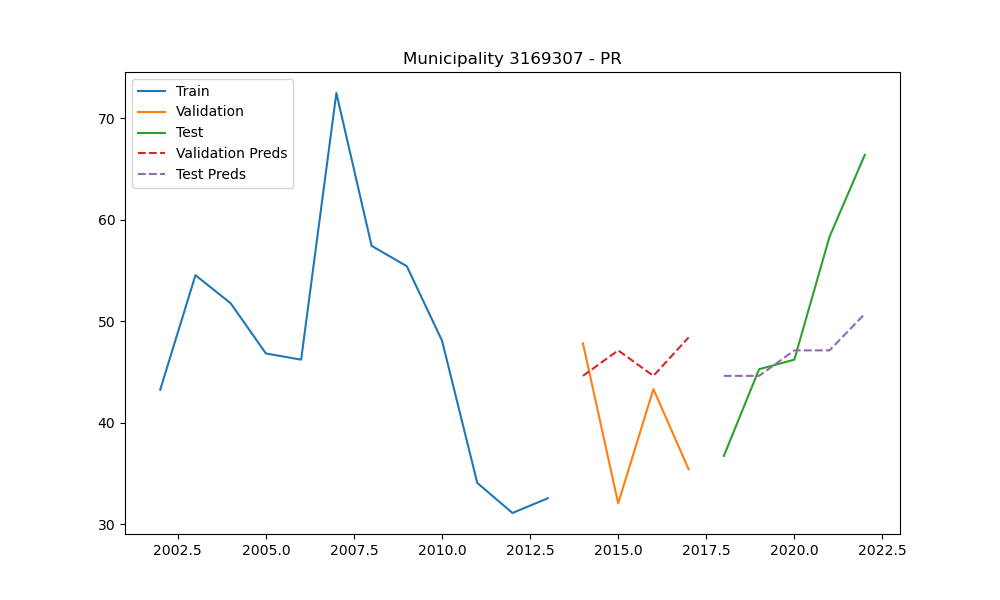 Municipality 3169307 - PR
Train
Validation
Test
Validation Preds
Test Preds
70
60
50
40
30
2002.5 2005.0 2007.5 2010.0 2012.5 2015.0 2017.5 2020.0 2022.5